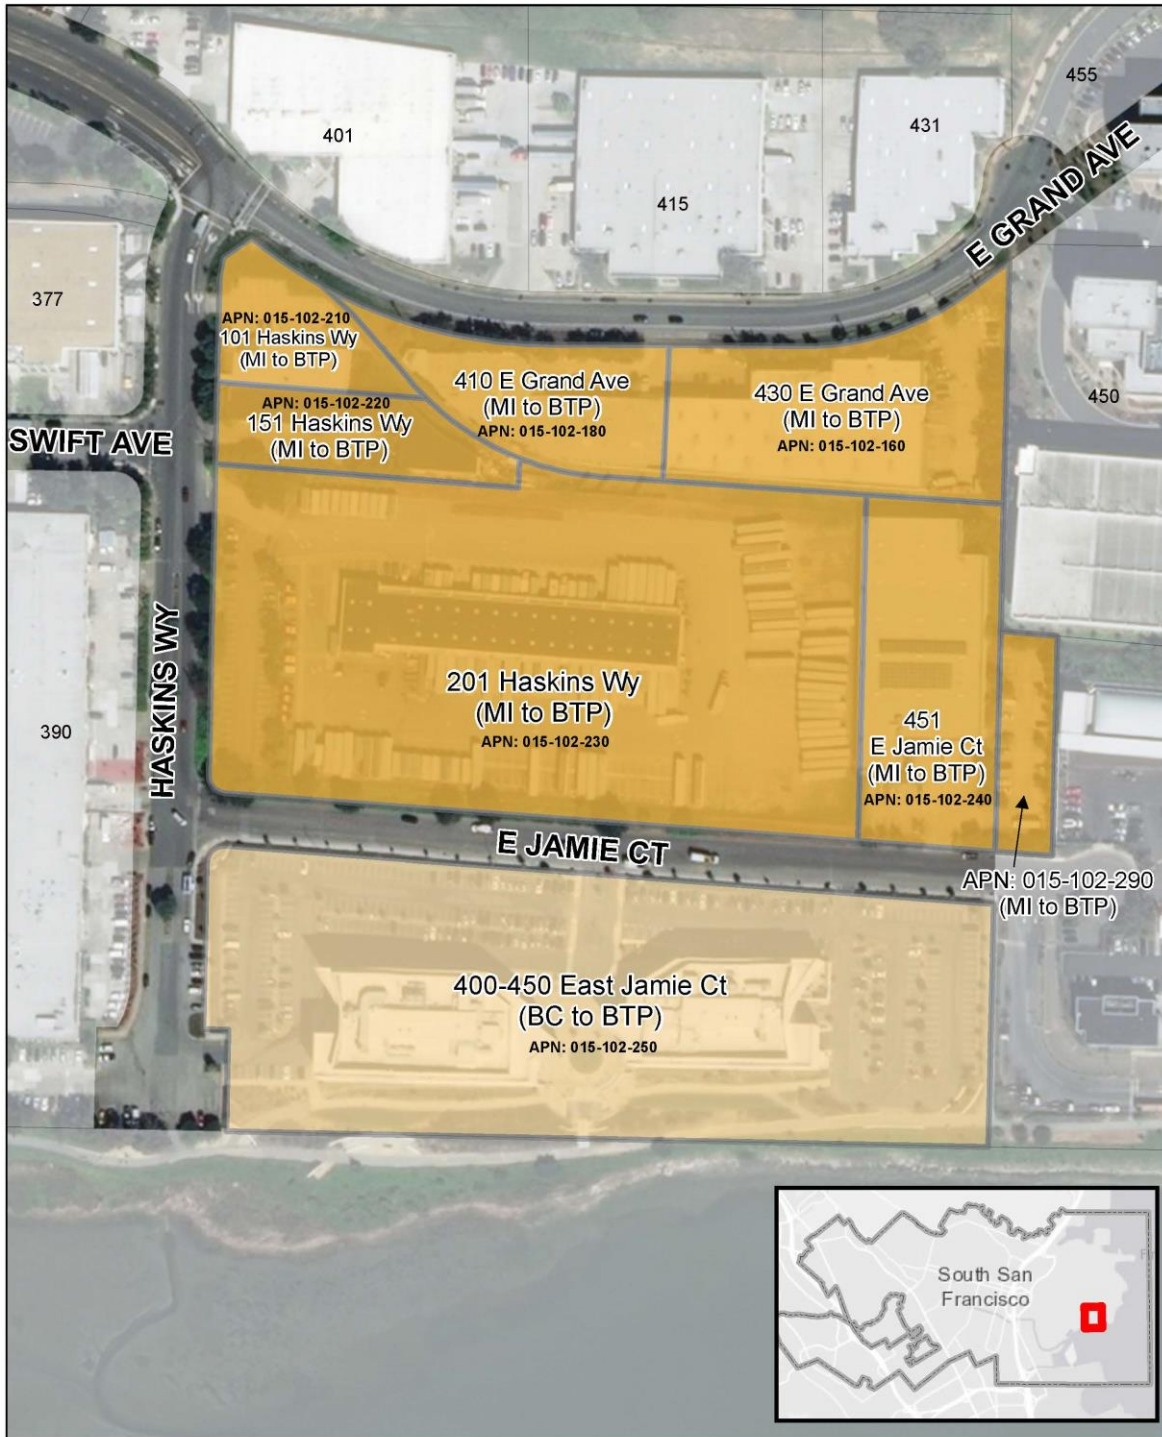 455
401
431
415
E GRAND AVE
377
APN: 015-102-210
101 Haskins Wy
(MI to BTP)
410 E Grand Ave
(MI to BTP)
APN: 015-102-180
430 E Grand Ave
(MI to BTP)
APN: 015-102-160
450
APN: 015-102-220
151 Haskins Wy
(MI to BTP)
SWIFT AVE
HASKINS WY
390
201 Haskins Wy
(MI to BTP)
APN: 015-102-230
451
E Jamie Ct
(MI to BTP)
APN: 015-102-240
E JAMIE CT
APN: 015-102-290
(MI to BTP)
400-450 East Jamie Ct
(BC to BTP)
APN: 015-102-250
South San
Francisco